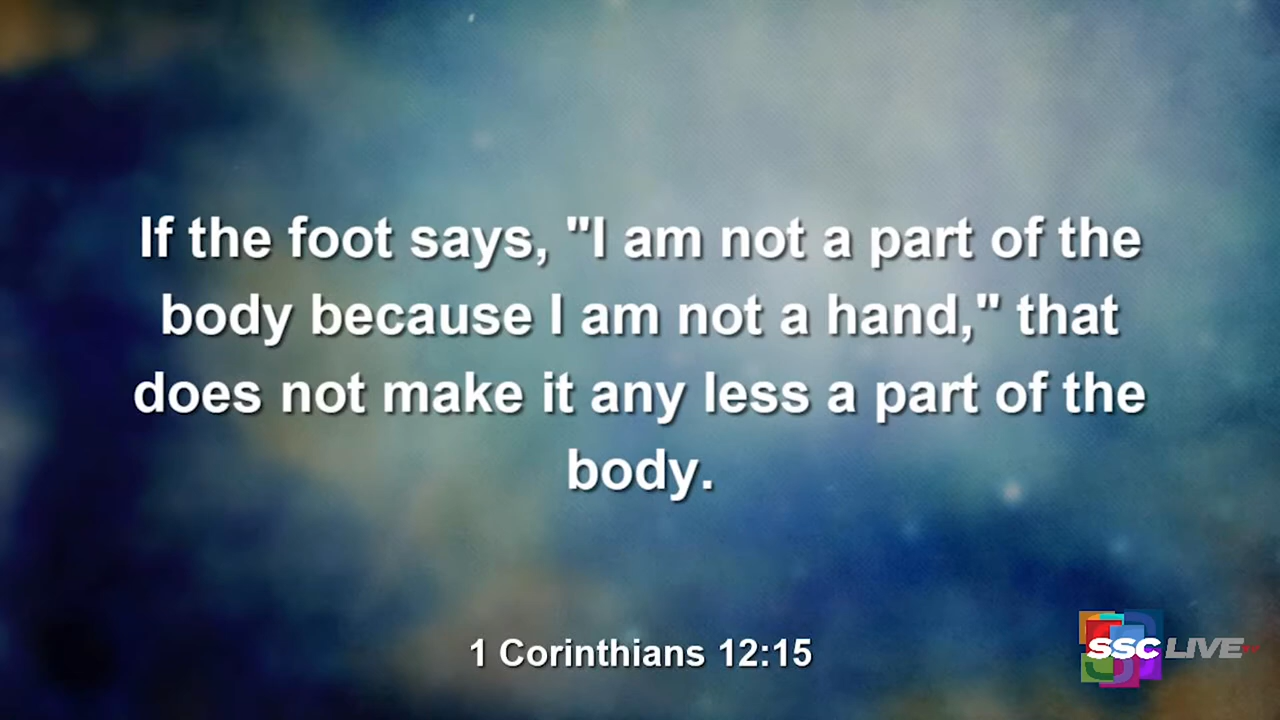 If the foot says, "I am not a part of the
body because I am not a hand," that
does not make it any less a part of the
body.
1 Corinthians 12:15
SSC LIVE